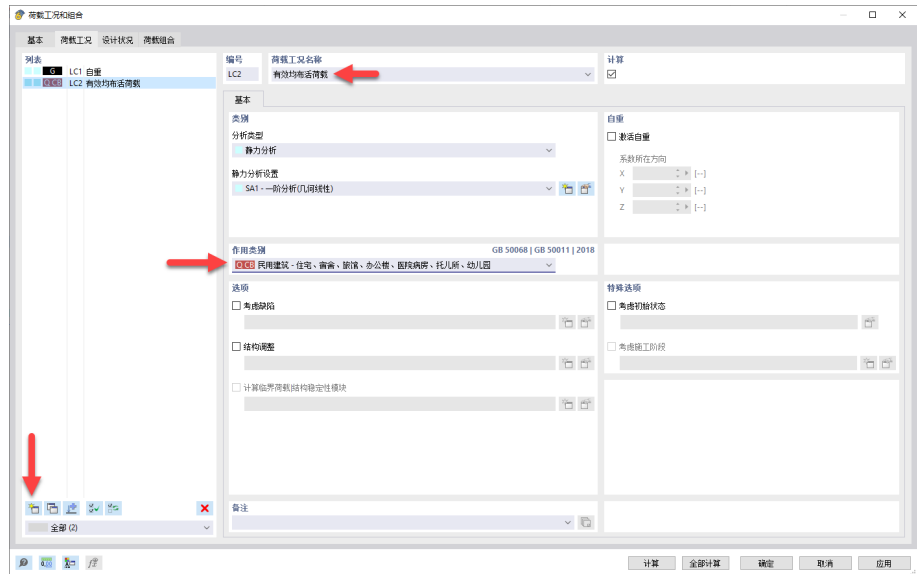 荷载工况和组合
基本 荷载工况 设计状况 荷载组合
列表
G LC1 自重
Q CB LC2 有效均布活荷载
编号 荷载工况名称 计算
LC2 有效均布活荷载
基本
类别 自重
分析类型 激活自重
静力分析
系数所在方向
静力分析设置 X [--]
SA1 - 一阶分析(几何线性) Y [--]
Z [--]
作用类别 GB 50068 | GB 50011 | 2018
Q CB 民用建筑 - 住宅、宿舍、旅馆、办公楼、医院病房、托儿所、幼儿园
选项 特殊选项
考虑缺陷 考虑初始状态
结构调整 考虑施工阶段
计算临界荷载|结构稳定性模块
备注
全部 (2)
计算 全部计算 确定 取消 应用